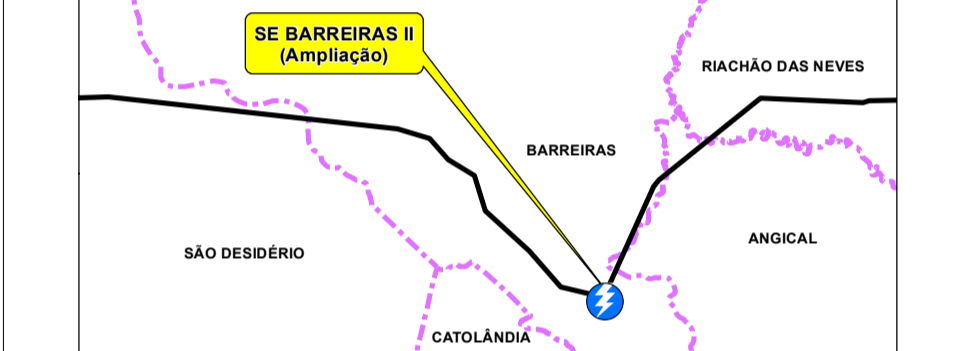 SE BARREIRAS II
(Ampliação)
RIACHÃO DAS NEVES
BARREIRAS
ANGICAL
SÃO DESIDÉRIO
CATOLÂNDIA